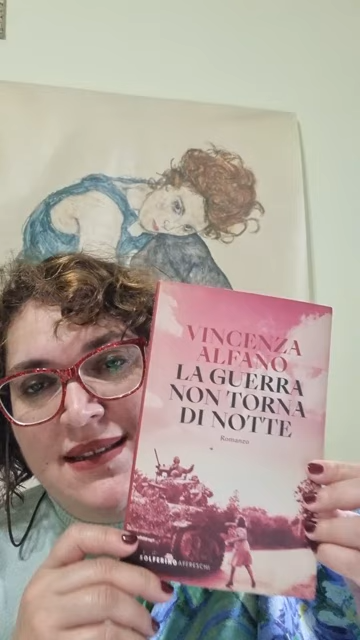 VINCENZA
ALFANO
LA GUERRA
NON TORNA
DI NOTTE
Romanzo
SOLFERINO